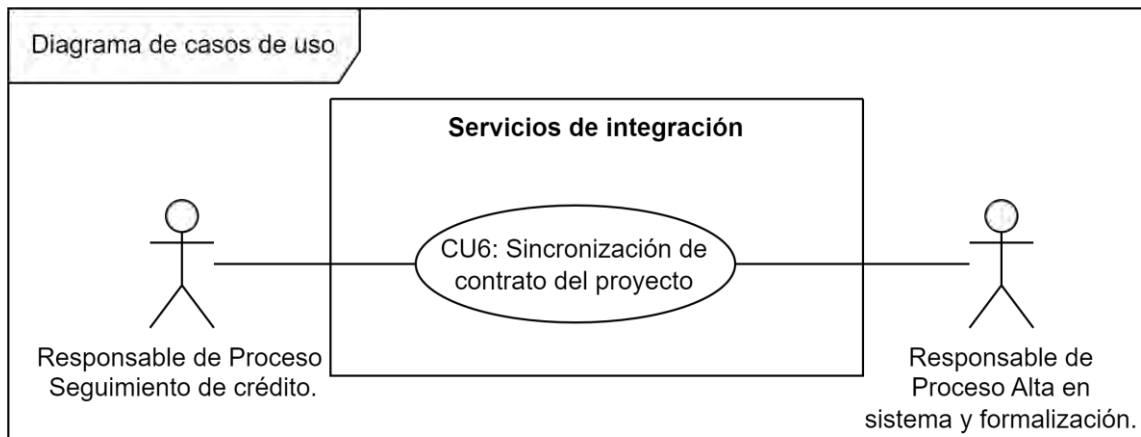 Diagrama de casos de uso
Servicios de integración
CU6: Sincronización de
contrato del proyecto
Responsable de Proceso
Seguimiento de crédito.
Responsable de
Proceso Alta en
sistema y formalización.